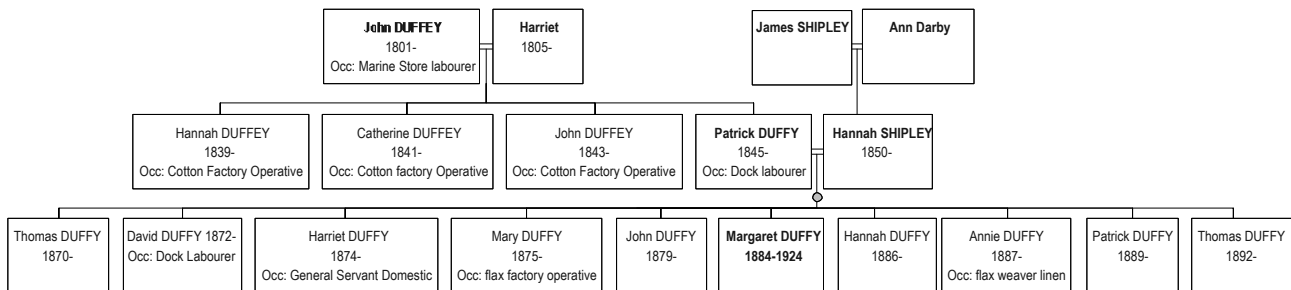 John DUFFEY
1801-
Occ: Marine Store labourer
Harriet
1805-
James SHIPLEY
Ann Darby
Hannah DUFFEY
1839-
Occ: Cotton Factory Operative
Catherine DUFFEY
1841-
Occ: Cotton factory Operative
John DUFFEY
1843-
Occ: Cotton Factory Operative
Patrick DUFFY
1845-
Occ: Dock labourer
Hannah SHIPLEY
1850-
Thomas DUFFY
1870-
David DUFFY 1872-
Occ: Dock Labourer
Harriet DUFFY
1874-
Occ: General Servant Domestic
Mary DUFFY
1875-
Occ: flax factory operative
John DUFFY
1879-
Margaret DUFFY
1884-1924
Hannah DUFFY
1886-
Annie DUFFY
1887-
Occ: flax weaver linen
Patrick DUFFY
1889-
Thomas DUFFY
1892-